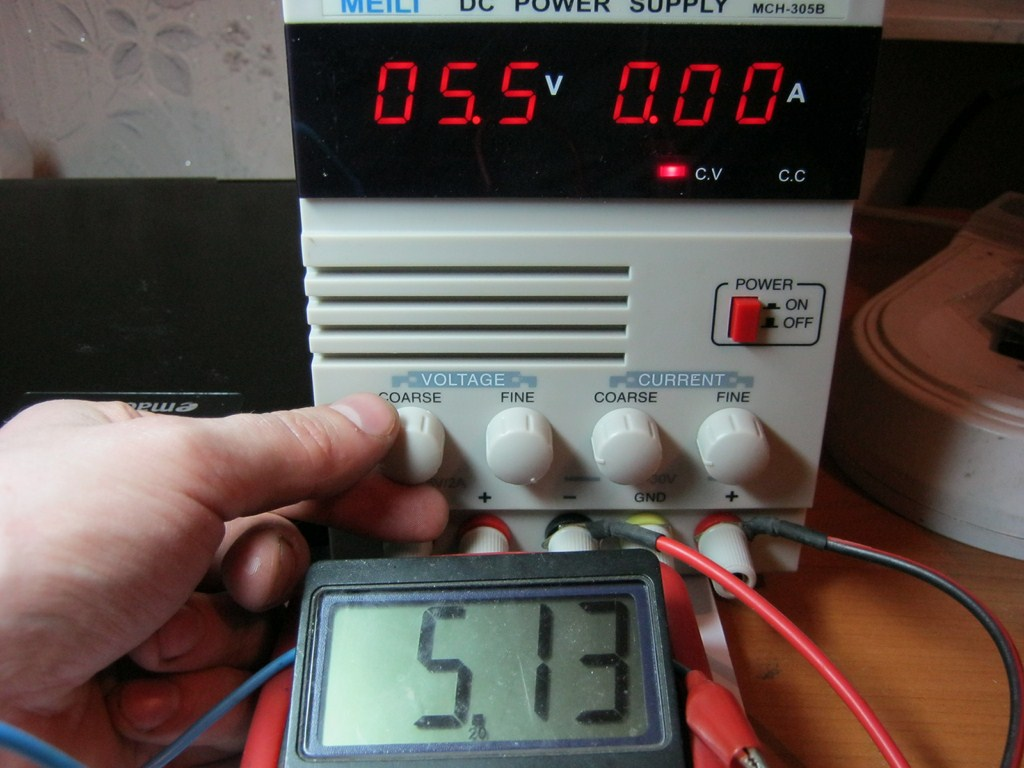 MEILI DC POWER SUPPLY MCH-305B
05.5 V 0.00 A
C.V C.C
POWER
ON
OFF
VOLTAGE CURRENT
COARSE FINE COARSE FINE
+ − GND +
5.13
20